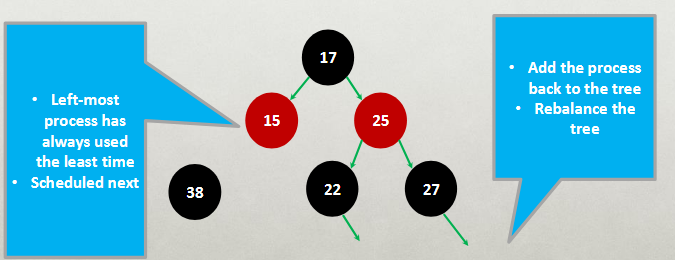 • Left-most
process has
always used
the least time
• Scheduled next
17
15
25
38
22
27
• Add the process
back to the tree
• Rebalance the
tree